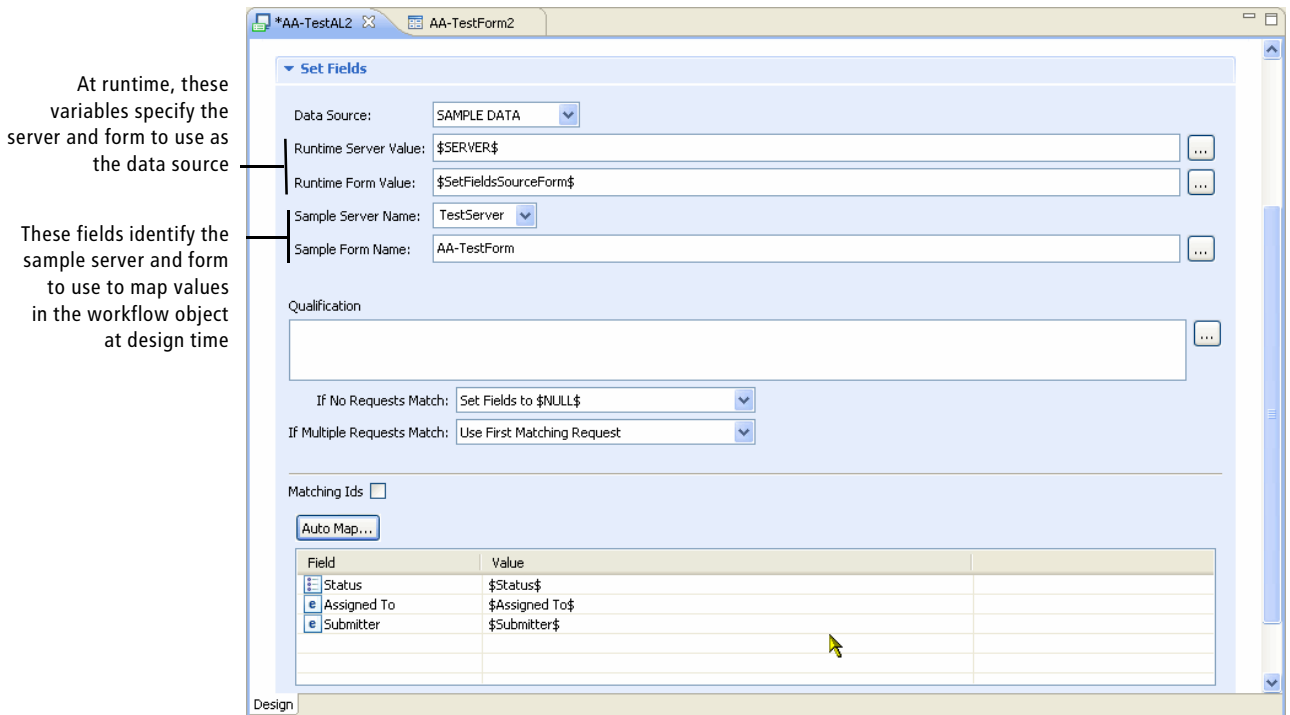 *AA-TestAL2
AA-TestForm2
At runtime, these
variables specify the
server and form to use as
the data source
These fields identify the
sample server and form
to use to map values
in the workflow object
at design time
Set Fields
Data Source: SAMPLE DATA
Runtime Server Value: $SERVER$ ...
Runtime Form Value: $SetFieldsSourceForm$ ...
Sample Server Name: TestServer
Sample Form Name: AA-TestForm ...
Qualification
...
If No Requests Match: Set Fields to $NULL$
If Multiple Requests Match: Use First Matching Request
Matching Ids
Auto Map...
Field Value
Status $Status$
e Assigned To $Assigned To$
e Submitter $Submitter$
Design